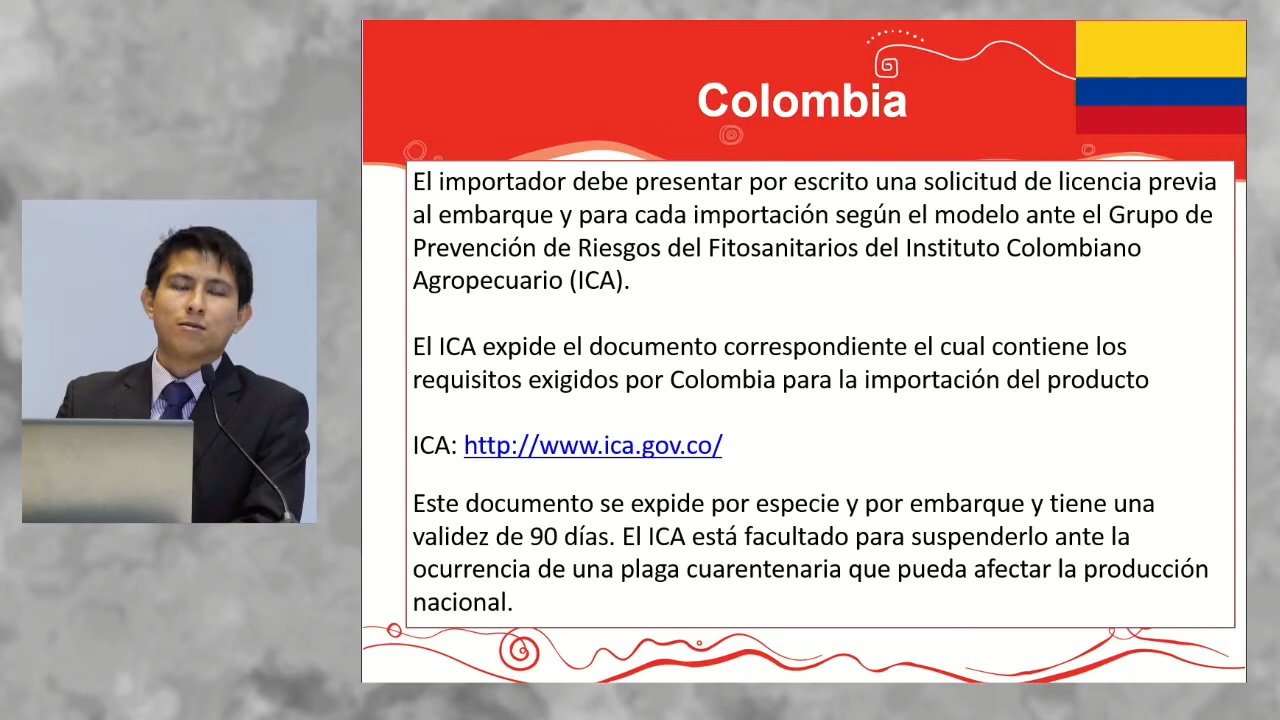 Colombia
El importador debe presentar por escrito una solicitud de licencia previa
al embarque y para cada importación según el modelo ante el Grupo de
Prevención de Riesgos del Fitosanitarios del Instituto Colombiano
Agropecuario (ICA).
El ICA expide el documento correspondiente el cual contiene los
requisitos exigidos por Colombia para la importación del producto
ICA: http://www.ica.gov.co/
Este documento se expide por especie y por embarque y tiene una
validez de 90 días. El ICA está facultado para suspenderlo ante la
ocurrencia de una plaga cuarentenaria que pueda afectar la producción
nacional.